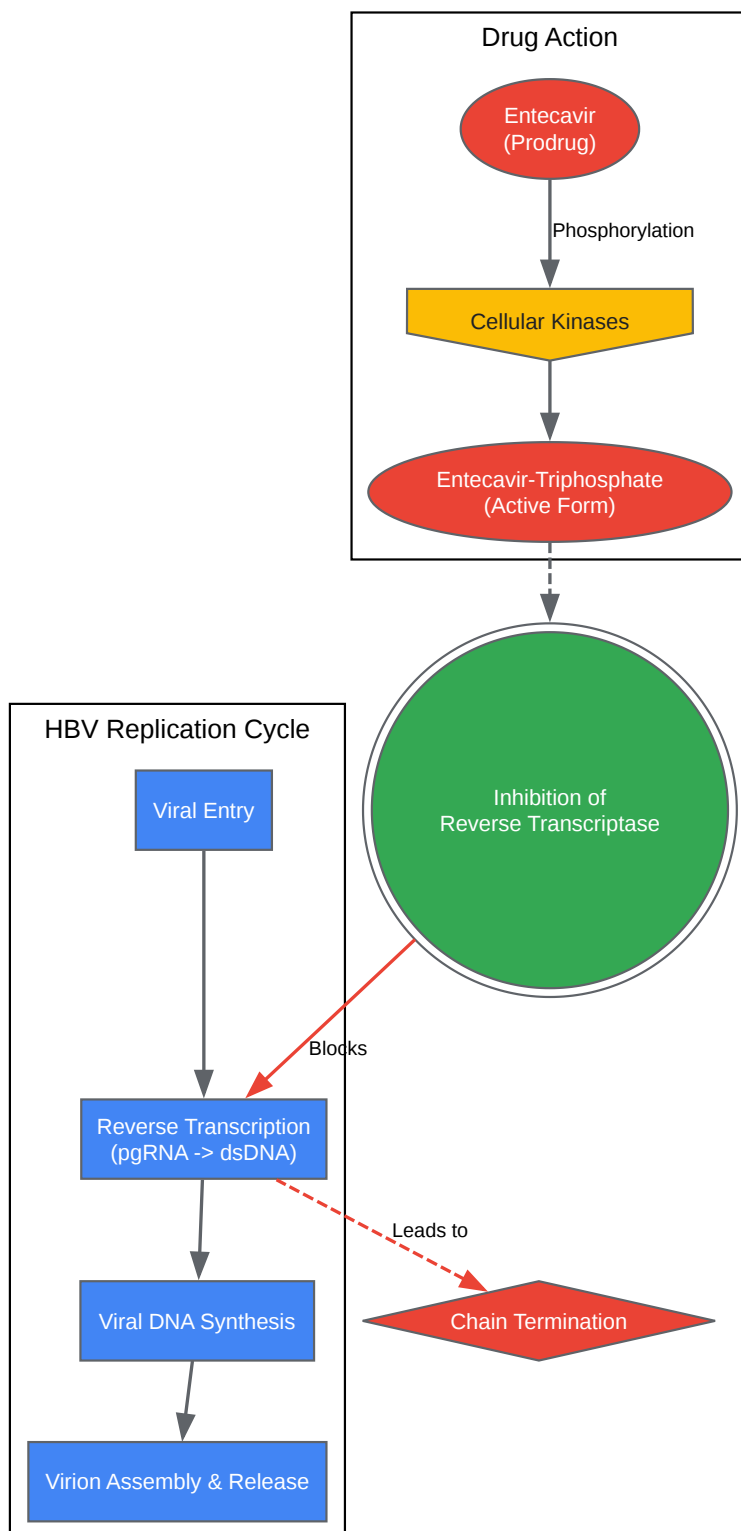 Drug Action
Entecavir
(Prodrug)
Phosphorylation
Cellular Kinases
Entecavir-Triphosphate
(Active Form)
Inhibition of
Reverse Transcriptase
HBV Replication Cycle
Viral Entry
Blocks
Reverse Transcription
(pgRNA -> dsDNA)
Leads to
Viral DNA Synthesis
Chain Termination
Virion Assembly & Release